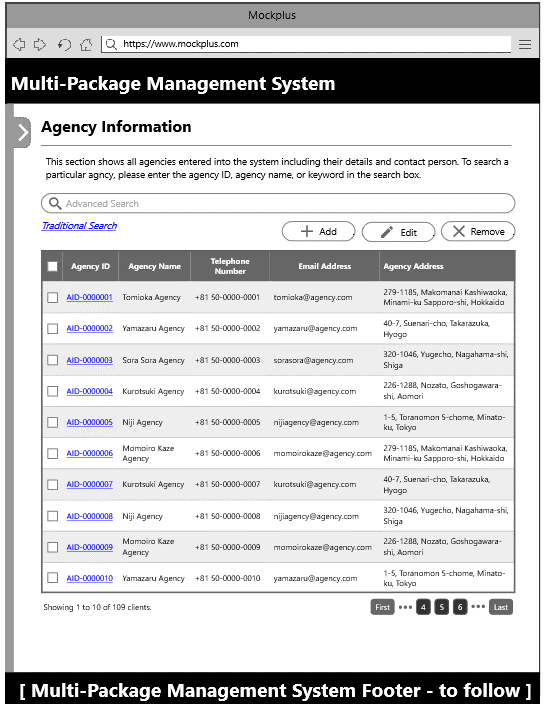 Mockplus
https://www.mockplus.com
Multi-Package Management System
Agency Information
This section shows all agencies entered into the system including their details and contact person. To search a
particular agncy, please enter the agency ID, agency name, or keyword in the search box.
Advanced Search
Traditional Search
Add
Edit
Remove
Agency ID Agency Name Telephone Number Email Address Agency Address
AID-0000001 Tomioka Agency +81 50-0000-0001 tomioka@agency.com 279-1185, Makomanai Kashiwaoka, Minami-ku Sapporo-shi, Hokkaido
AID-0000002 Yamazaru Agency +81 50-0000-0002 yamazaru@agency.com 40-7, Suenari-cho, Takarazuka, Hyogo
AID-0000003 Sora Sora Agency +81 50-0000-0003 sorasora@agency.com 320-1046, Yugecho, Nagahama-shi, Shiga
AID-0000004 Kurotsuki Agency +81 50-0000-0004 kurotsuki@agency.com 226-1288, Nozato, Goshogawara-shi, Aomori
AID-0000005 Niji Agency +81 50-0000-0005 nijiagency@agency.com 1-5, Toranomon 5-chome, Minato-ku, Tokyo
AID-0000006 Momoiro Kaze Agency +81 50-0000-0006 momoirokaze@agency.com 279-1185, Makomanai Kashiwaoka, Minami-ku Sapporo-shi, Hokkaido
AID-0000007 Kurotsuki Agency +81 50-0000-0007 kurotsuki@agency.com 40-7, Suenari-cho, Takarazuka, Hyogo
AID-0000008 Niji Agency +81 50-0000-0008 nijiagency@agency.com 320-1046, Yugecho, Nagahama-shi, Shiga
AID-0000009 Momoiro Kaze Agency +81 50-0000-0009 momoirokaze@agency.com 226-1288, Nozato, Goshogawara-shi, Aomori
AID-0000010 Yamazaru Agency +81 50-0000-0010 yamazaru@agency.com 1-5, Toranomon 5-chome, Minato-ku, Tokyo
Showing 1 to 10 of 109 clients.
First ••• 4 5 6 ••• Last
[ Multi-Package Management System Footer - to follow ]